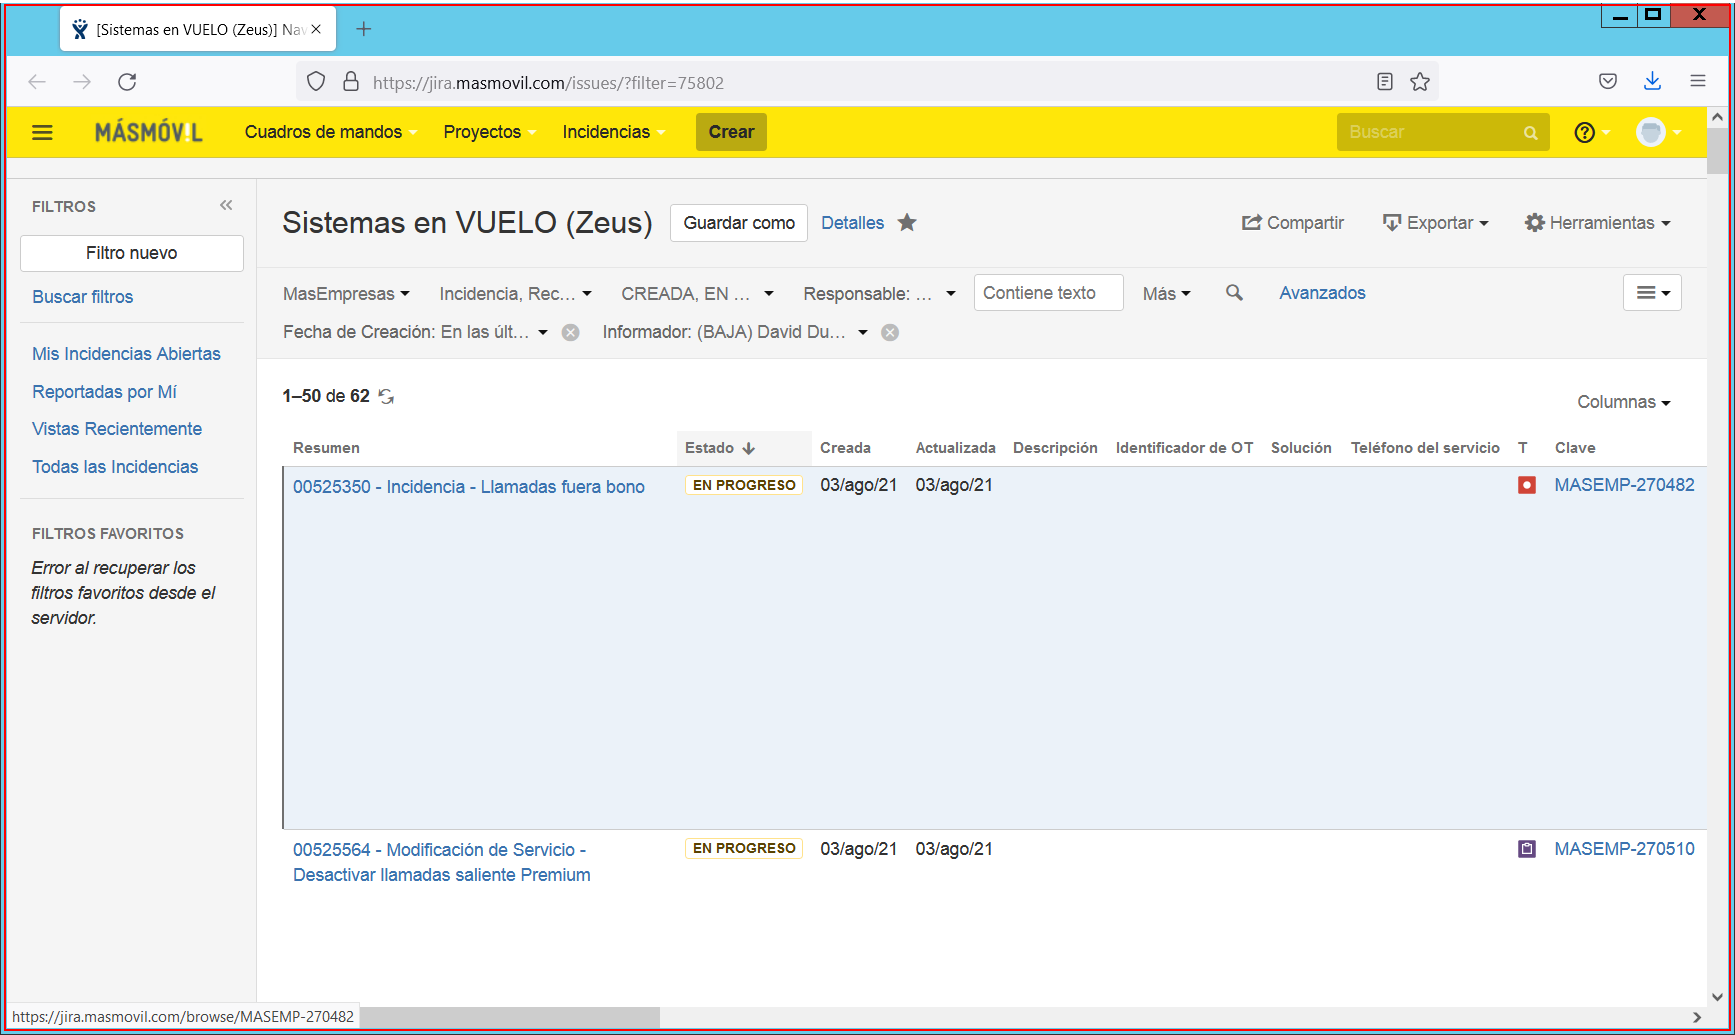 [Sistemas en VUELO (Zeus)] Nav
https://jira.masmovil.com/issues/?filter=75802
MÁSMÓVIL Cuadros de mandos Proyectos Incidencias Crear Buscar
FILTROS
Filtro nuevo
Buscar filtros
Mis Incidencias Abiertas
Reportadas por Mí
Vistas Recientemente
Todas las Incidencias
FILTROS FAVORITOS
Error al recuperar los
filtros favoritos desde el
servidor.
Sistemas en VUELO (Zeus) Guardar como Detalles Compartir Exportar Herramientas
MasEmpresas Incidencia, Rec... CREADA, EN ... Responsable: ... Contiene texto Más Avanzados
Fecha de Creación: En las últ... Informador: (BAJA) David Du...
1–50 de 62
Columnas
Resumen Estado Creada Actualizada Descripción Identificador de OT Solución Teléfono del servicio T Clave
00525350 - Incidencia - Llamadas fuera bono EN PROGRESO 03/ago/21 03/ago/21 MASEMP-270482
00525564 - Modificación de Servicio - EN PROGRESO 03/ago/21 03/ago/21 MASEMP-270510
Desactivar llamadas saliente Premium
https://jira.masmovil.com/browse/MASEMP-270482